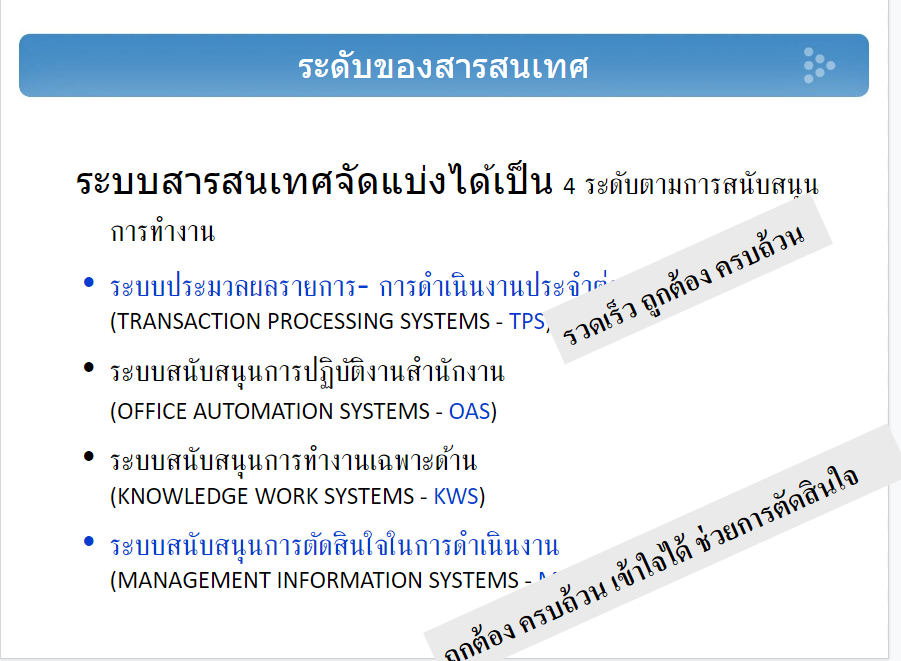 ระดับของสารสนเทศ
ระบบสารสนเทศจัดแบ่งได้เป็น 4 ระดับตามการสนับสนุน
การทำงาน
• ระบบประมวลผลรายการ- การดำเนินงานประจำ
(TRANSACTION PROCESSING SYSTEMS - TPS)
รวดเร็ว ถูกต้อง ครบถ้วน
• ระบบสนับสนุนการปฏิบัติงานสำนักงาน
(OFFICE AUTOMATION SYSTEMS - OAS)
• ระบบสนับสนุนการทำงานเฉพาะด้าน
(KNOWLEDGE WORK SYSTEMS - KWS)
• ระบบสนับสนุนการตัดสินใจในการดำเนินงาน
(MANAGEMENT INFORMATION SYSTEMS -
ถูกต้อง ครบถ้วน เข้าใจได้ ช่วยการตัดสินใจ